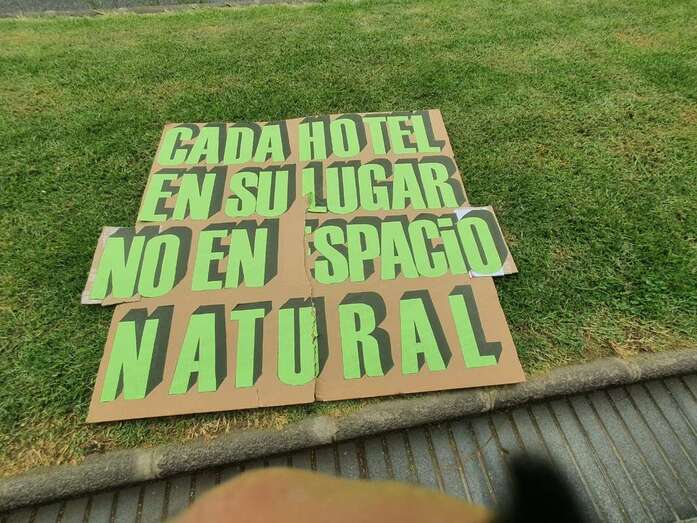 CADA HOTEL
EN SU LUGAR
NO EN ESPACiO
NATURAL